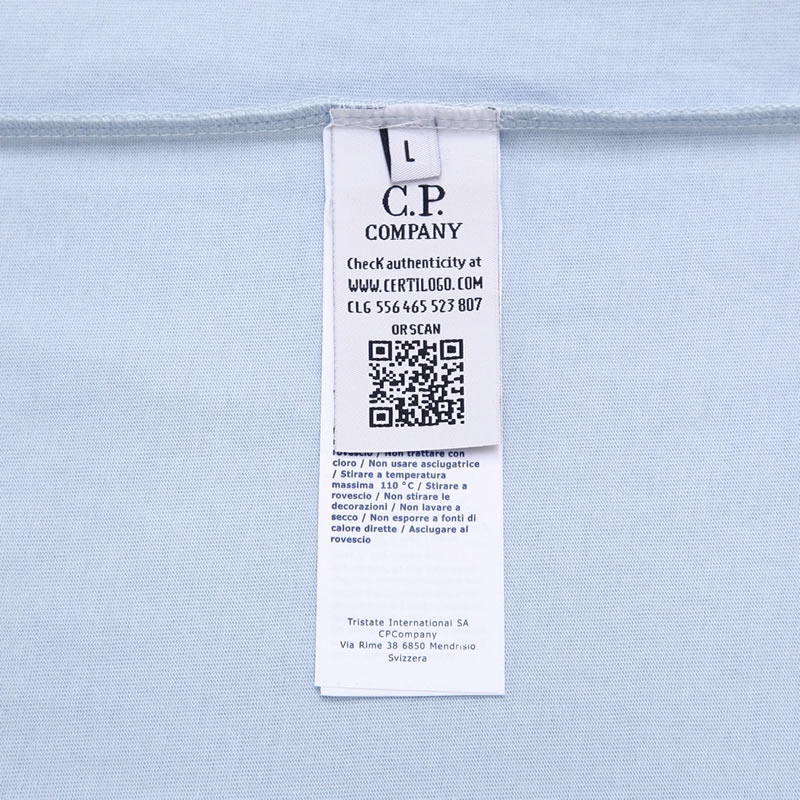 L
C.P.
COMPANY
Check authenticity at
WWW.CERTILOGO.COM
CLG 556 465 523 807
OR SCAN
rovescio / Non trattare con
cloro / Non usare asciugatrice
/ Stirare a temperatura
massima 110 °C / Stirare a
rovescio / Non stirare le
decorazioni / Non lavare a
secco / Non esporre a fonti di
calore dirette / Asciugare al
rovescio
Tristate International SA
CPCompany
Via Rime 38 6850 Mendrisio
Svizzera